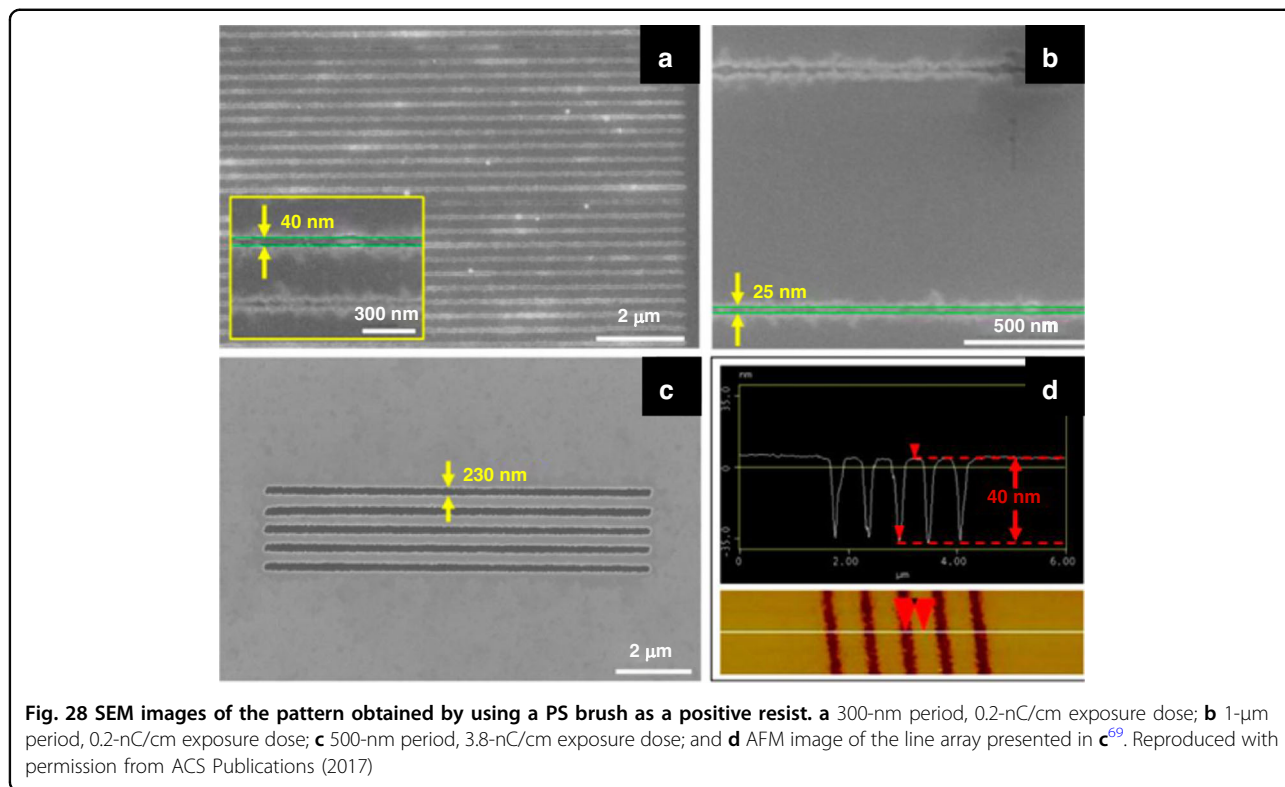 a
40 nm
300 nm
2 μm
b
25 nm
500 nm
c
230 nm
2 μm
d
nm
35.0
0
-35.0
40 nm
0 2.00 4.00 6.00
μm
Fig. 28 SEM images of the pattern obtained by using a PS brush as a positive resist. a 300-nm period, 0.2-nC/cm exposure dose; b 1-μm
period, 0.2-nC/cm exposure dose; c 500-nm period, 3.8-nC/cm exposure dose; and d AFM image of the line array presented in c69. Reproduced with
permission from ACS Publications (2017)